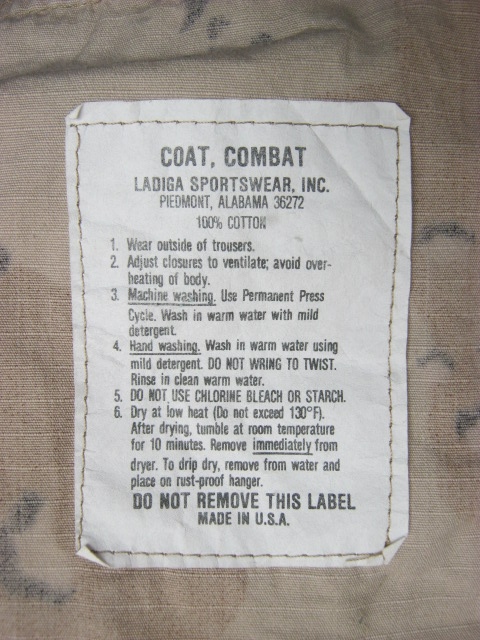 COAT, COMBAT
LADIGA SPORTSWEAR, INC.
PIEDMONT, ALABAMA 36272
100% COTTON
1. Wear outside of trousers.
2. Adjust closures to ventilate; avoid over-
heating of body.
3. Machine washing. Use Permanent Press
Cycle. Wash in warm water with mild
detergent.
4. Hand washing. Wash in warm water using
mild detergent. DO NOT WRING TO TWIST.
Rinse in clean warm water.
5. DO NOT USE CHLORINE BLEACH OR STARCH.
6. Dry at low heat (Do not exceed 130°F).
After drying, tumble at room temperature
for 10 minutes. Remove immediately from
dryer. To drip dry, remove from water and
place on rust-proof hanger.
DO NOT REMOVE THIS LABEL
MADE IN U.S.A.